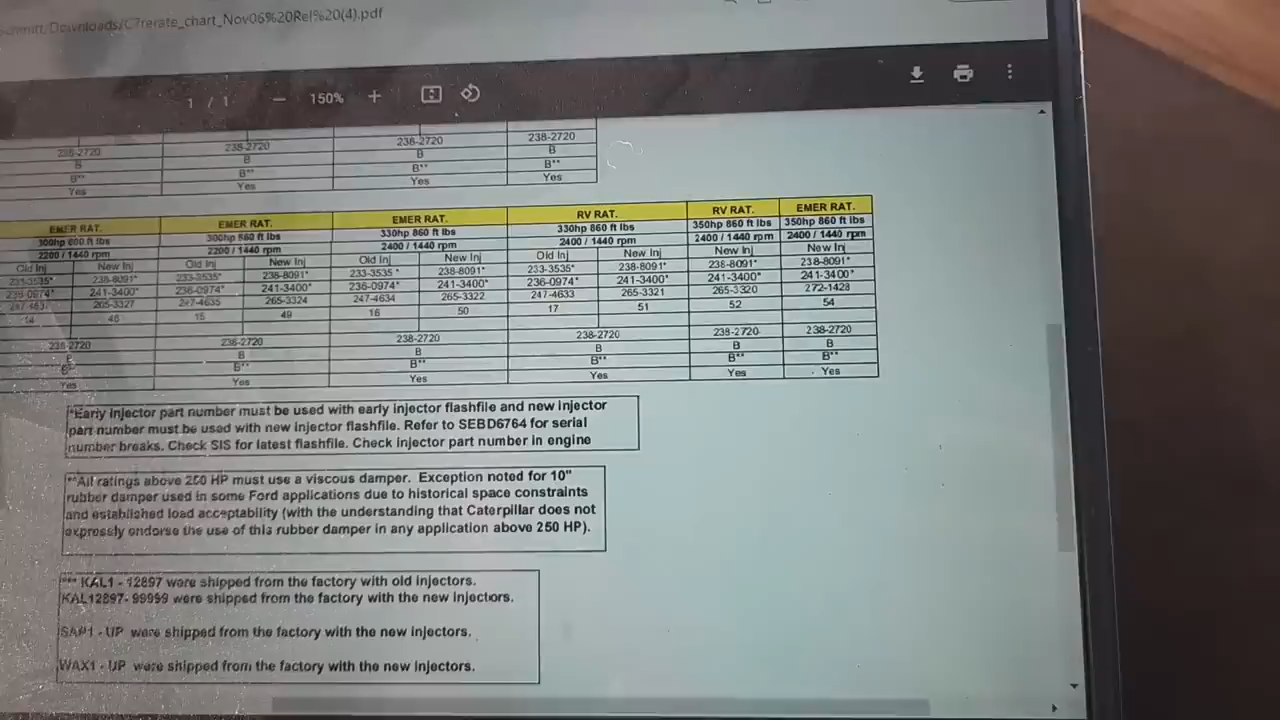 Downloads/C7rerate_chart_Nov06%20Rel%20(4).pdf
1 / 1 150%
238-2720 238-2720 238-2720 238-2720
B B B B
B** B** B** B**
Yes Yes Yes Yes
EMER RAT. EMER RAT. EMER RAT. RV RAT. RV RAT. EMER RAT.
300hp 800 ft lbs 300hp 860 ft lbs 330hp 860 ft lbs 330hp 860 ft lbs 350hp 860 ft lbs 350hp 860 ft lbs
2200 / 1440 rpm 2200 / 1440 rpm 2400 / 1440 rpm 2400 / 1440 rpm 2400 / 1440 rpm 2400 / 1440 rpm
Old Inj New Inj Old Inj New Inj Old Inj New Inj Old Inj New Inj New Inj New Inj
233-3535* 238-8091* 233-3535* 238-8091* 233-3535 * 238-8091* 233-3535* 238-8091* 238-8091* 238-8091*
236-0974* 241-3400* 236-0974* 241-3400* 236-0974* 241-3400* 236-0974* 241-3400* 241-3400* 241-3400*
265-3327 247-4635 265-3324 247-4634 265-3322 247-4633 265-3321 265-3320 272-1428
15 49 16 50 17 51 52 54
238-2720 238-2720 238-2720 238-2720 238-2720 238-2720
B B B B B
B** B** B** B** B**
Yes Yes Yes Yes Yes Yes
*Early injector part number must be used with early injector flashfile and new injector
part number must be used with new injector flashfile. Refer to SEBD6764 for serial
number breaks. Check SIS for latest flashfile. Check injector part number in engine
**All ratings above 250 HP must use a viscous damper. Exception noted for 10"
rubber damper used in some Ford applications due to historical space constraints
and established load acceptability (with the understanding that Caterpillar does not
expressly endorse the use of this rubber damper in any application above 250 HP).
*** KAL1 - 12897 were shipped from the factory with old injectors.
KAL12897- 99999 were shipped from the factory with the new injectors.
SAP1 - UP were shipped from the factory with the new injectors.
WAX1 - UP were shipped from the factory with the new injectors.